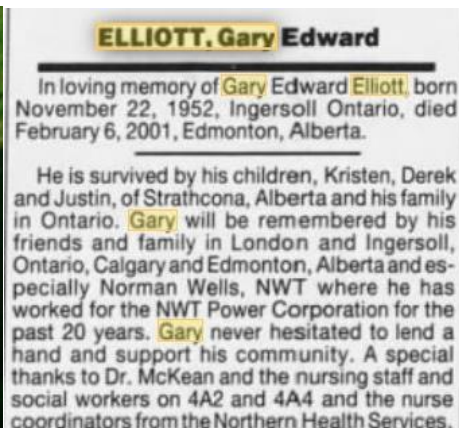 ELLIOTT, Gary Edward
In loving memory of Gary Edward Elliott, born
November 22, 1952, Ingersoll Ontario, died
February 6, 2001, Edmonton, Alberta.
He is survived by his children, Kristen, Derek
and Justin, of Strathcona, Alberta and his family
in Ontario. Gary will be remembered by his
friends and family in London and Ingersoll,
Ontario, Calgary and Edmonton, Alberta and es-
pecially Norman Wells, NWT where he has
worked for the NWT Power Corporation for the
past 20 years. Gary never hesitated to lend a
hand and support his community. A special
thanks to Dr. McKean and the nursing staff and
social workers on 4A2 and 4A4 and the nurse
coordinators from the Northern Health Services.